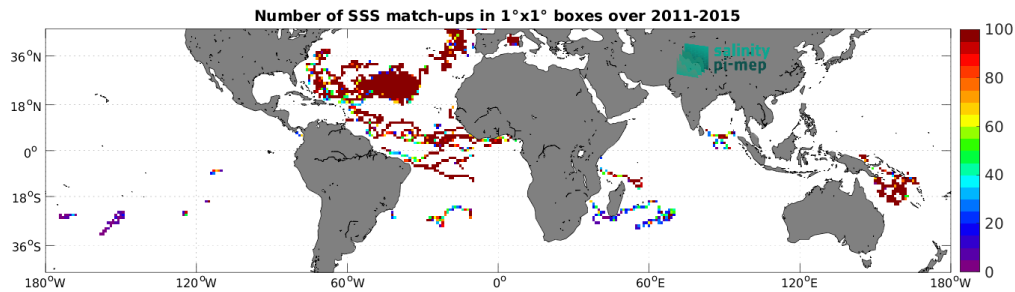 Number of SSS match-ups in 1°x1° boxes over 2011-2015
36°N
18°N
0°
18°S
36°S
180°W
120°W
60°W
0°
60°E
120°E
180°W
salinity
pi-mep
100
80
60
40
20
0